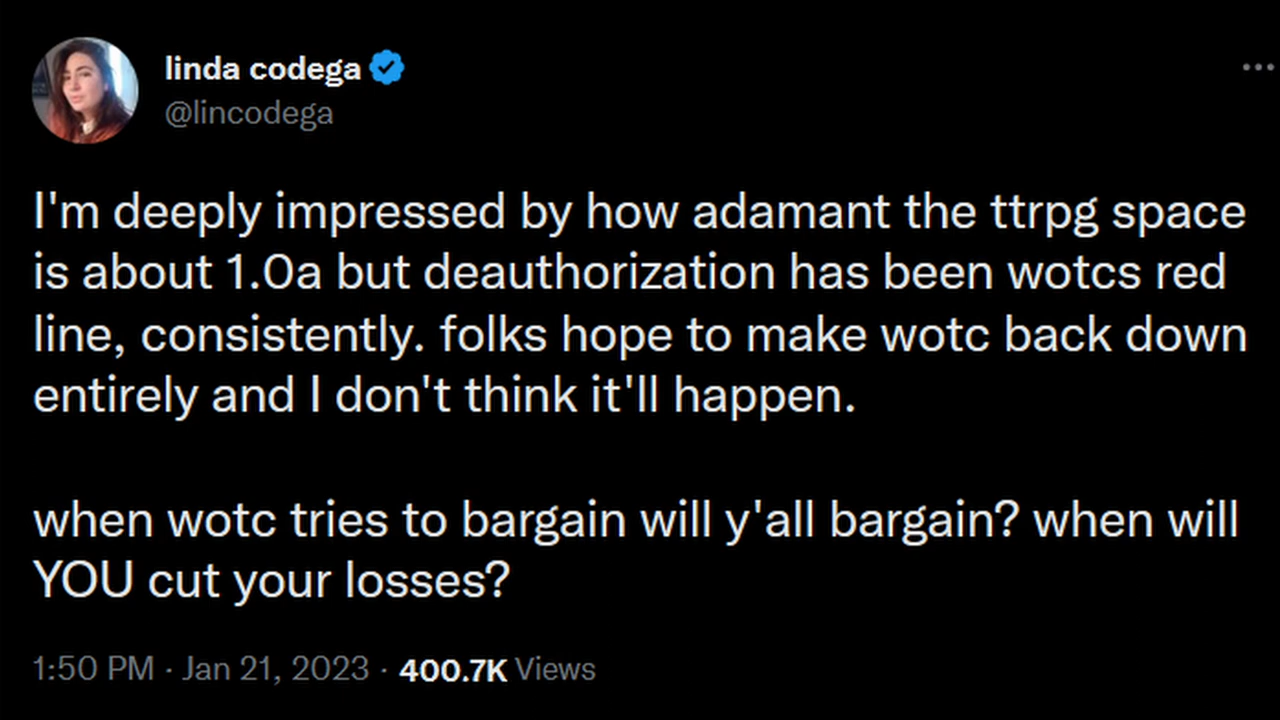 linda codega
@lincodega
I'm deeply impressed by how adamant the ttrpg space
is about 1.0a but deauthorization has been wotcs red
line, consistently. folks hope to make wotc back down
entirely and I don't think it'll happen.
when wotc tries to bargain will y'all bargain? when will
YOU cut your losses?
1:50 PM · Jan 21, 2023 · 400.7K Views